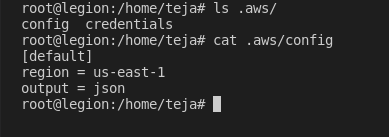 root@legion:/home/teja# ls .aws/
config  credentials
root@legion:/home/teja# cat .aws/config
[default]
region = us-east-1
output = json
root@legion:/home/teja#